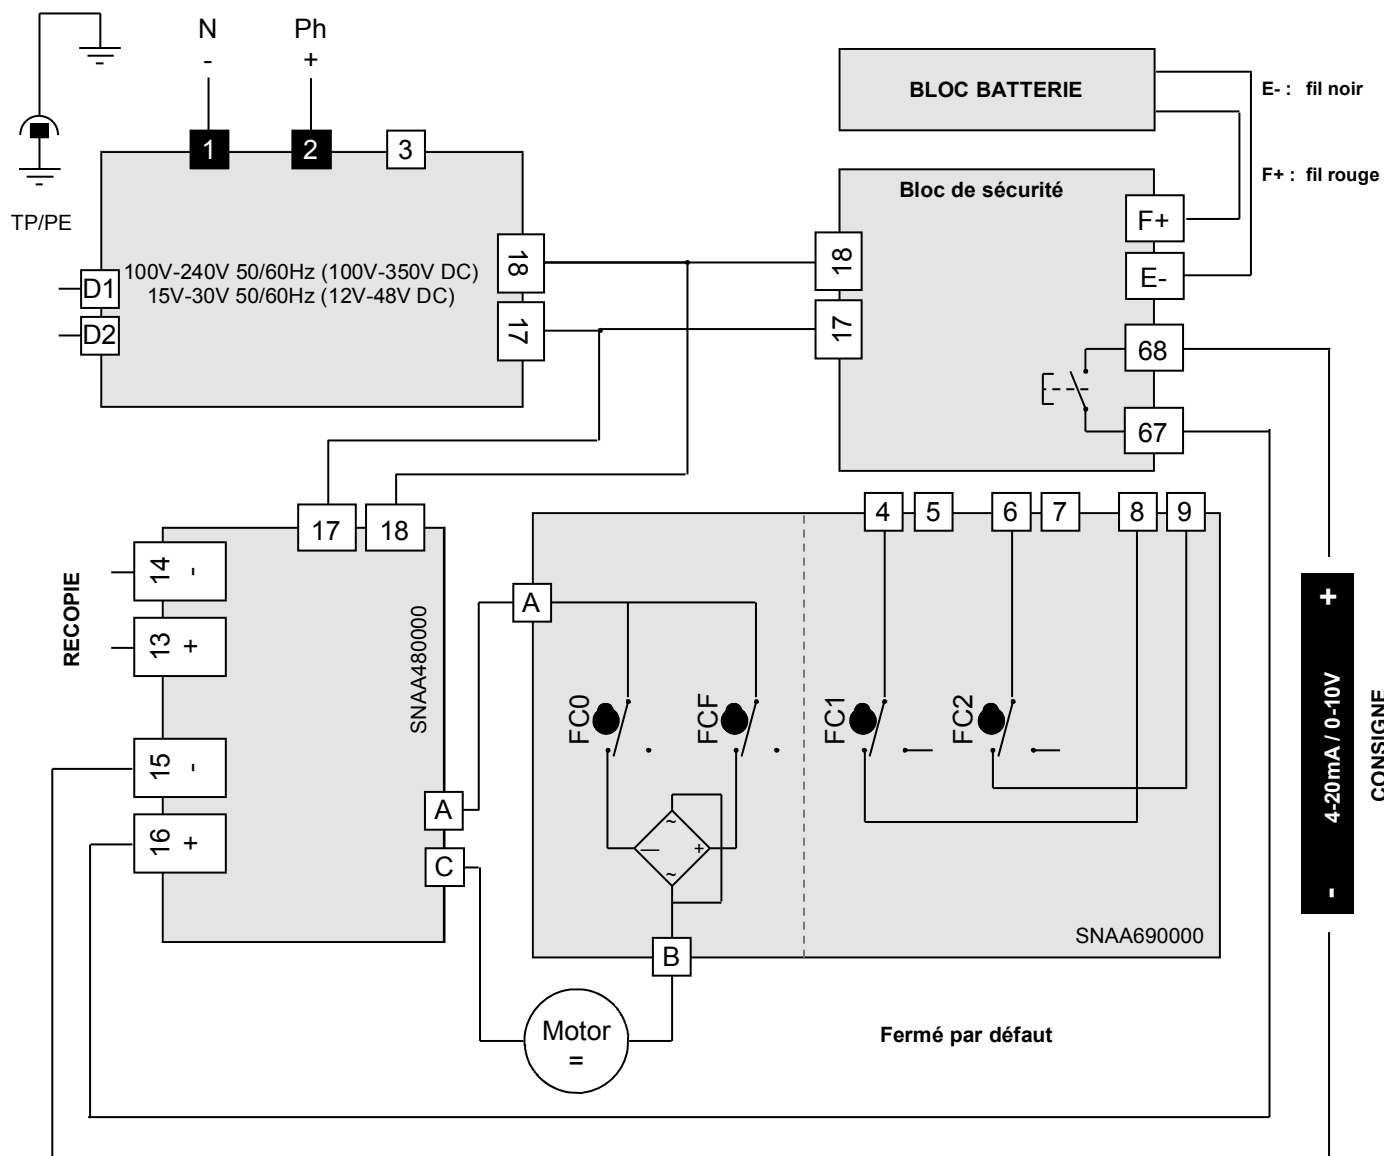 N
-
Ph
+
TP/PE
1
2
3
100V-240V 50/60Hz (100V-350V DC)
15V-30V 50/60Hz (12V-48V DC)
D1
D2
18
17
BLOC BATTERIE
E- : fil noir
F+ : fil rouge
Bloc de sécurité
18
17
F+
E-
68
67
17
18
RECOPIE
14 -
13 +
15 -
16 +
SNAA480000
A
C
A
4
5
6
7
8
9
FC0
FCF
FC1
FC2
~
—
+
~
B
SNAA690000
Motor
=
Fermé par défaut
+
4-20mA / 0-10V
-
CONSIGNE